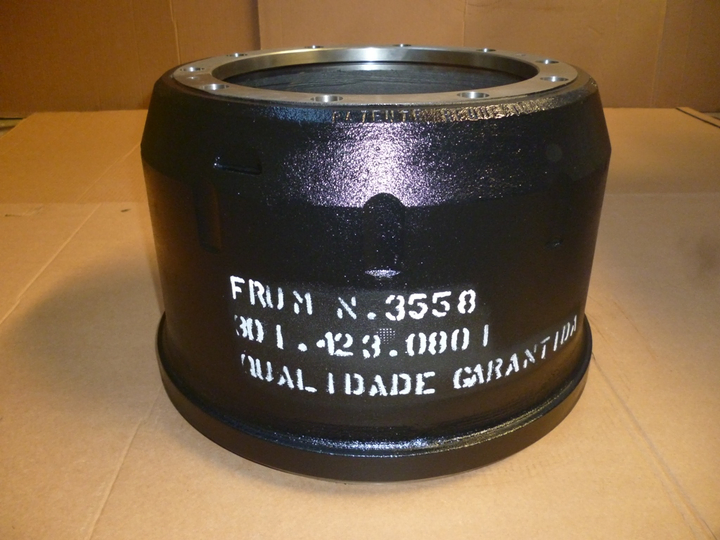 FRUM N.3558
301.423.0801
QUALIDADE GARANTIDA